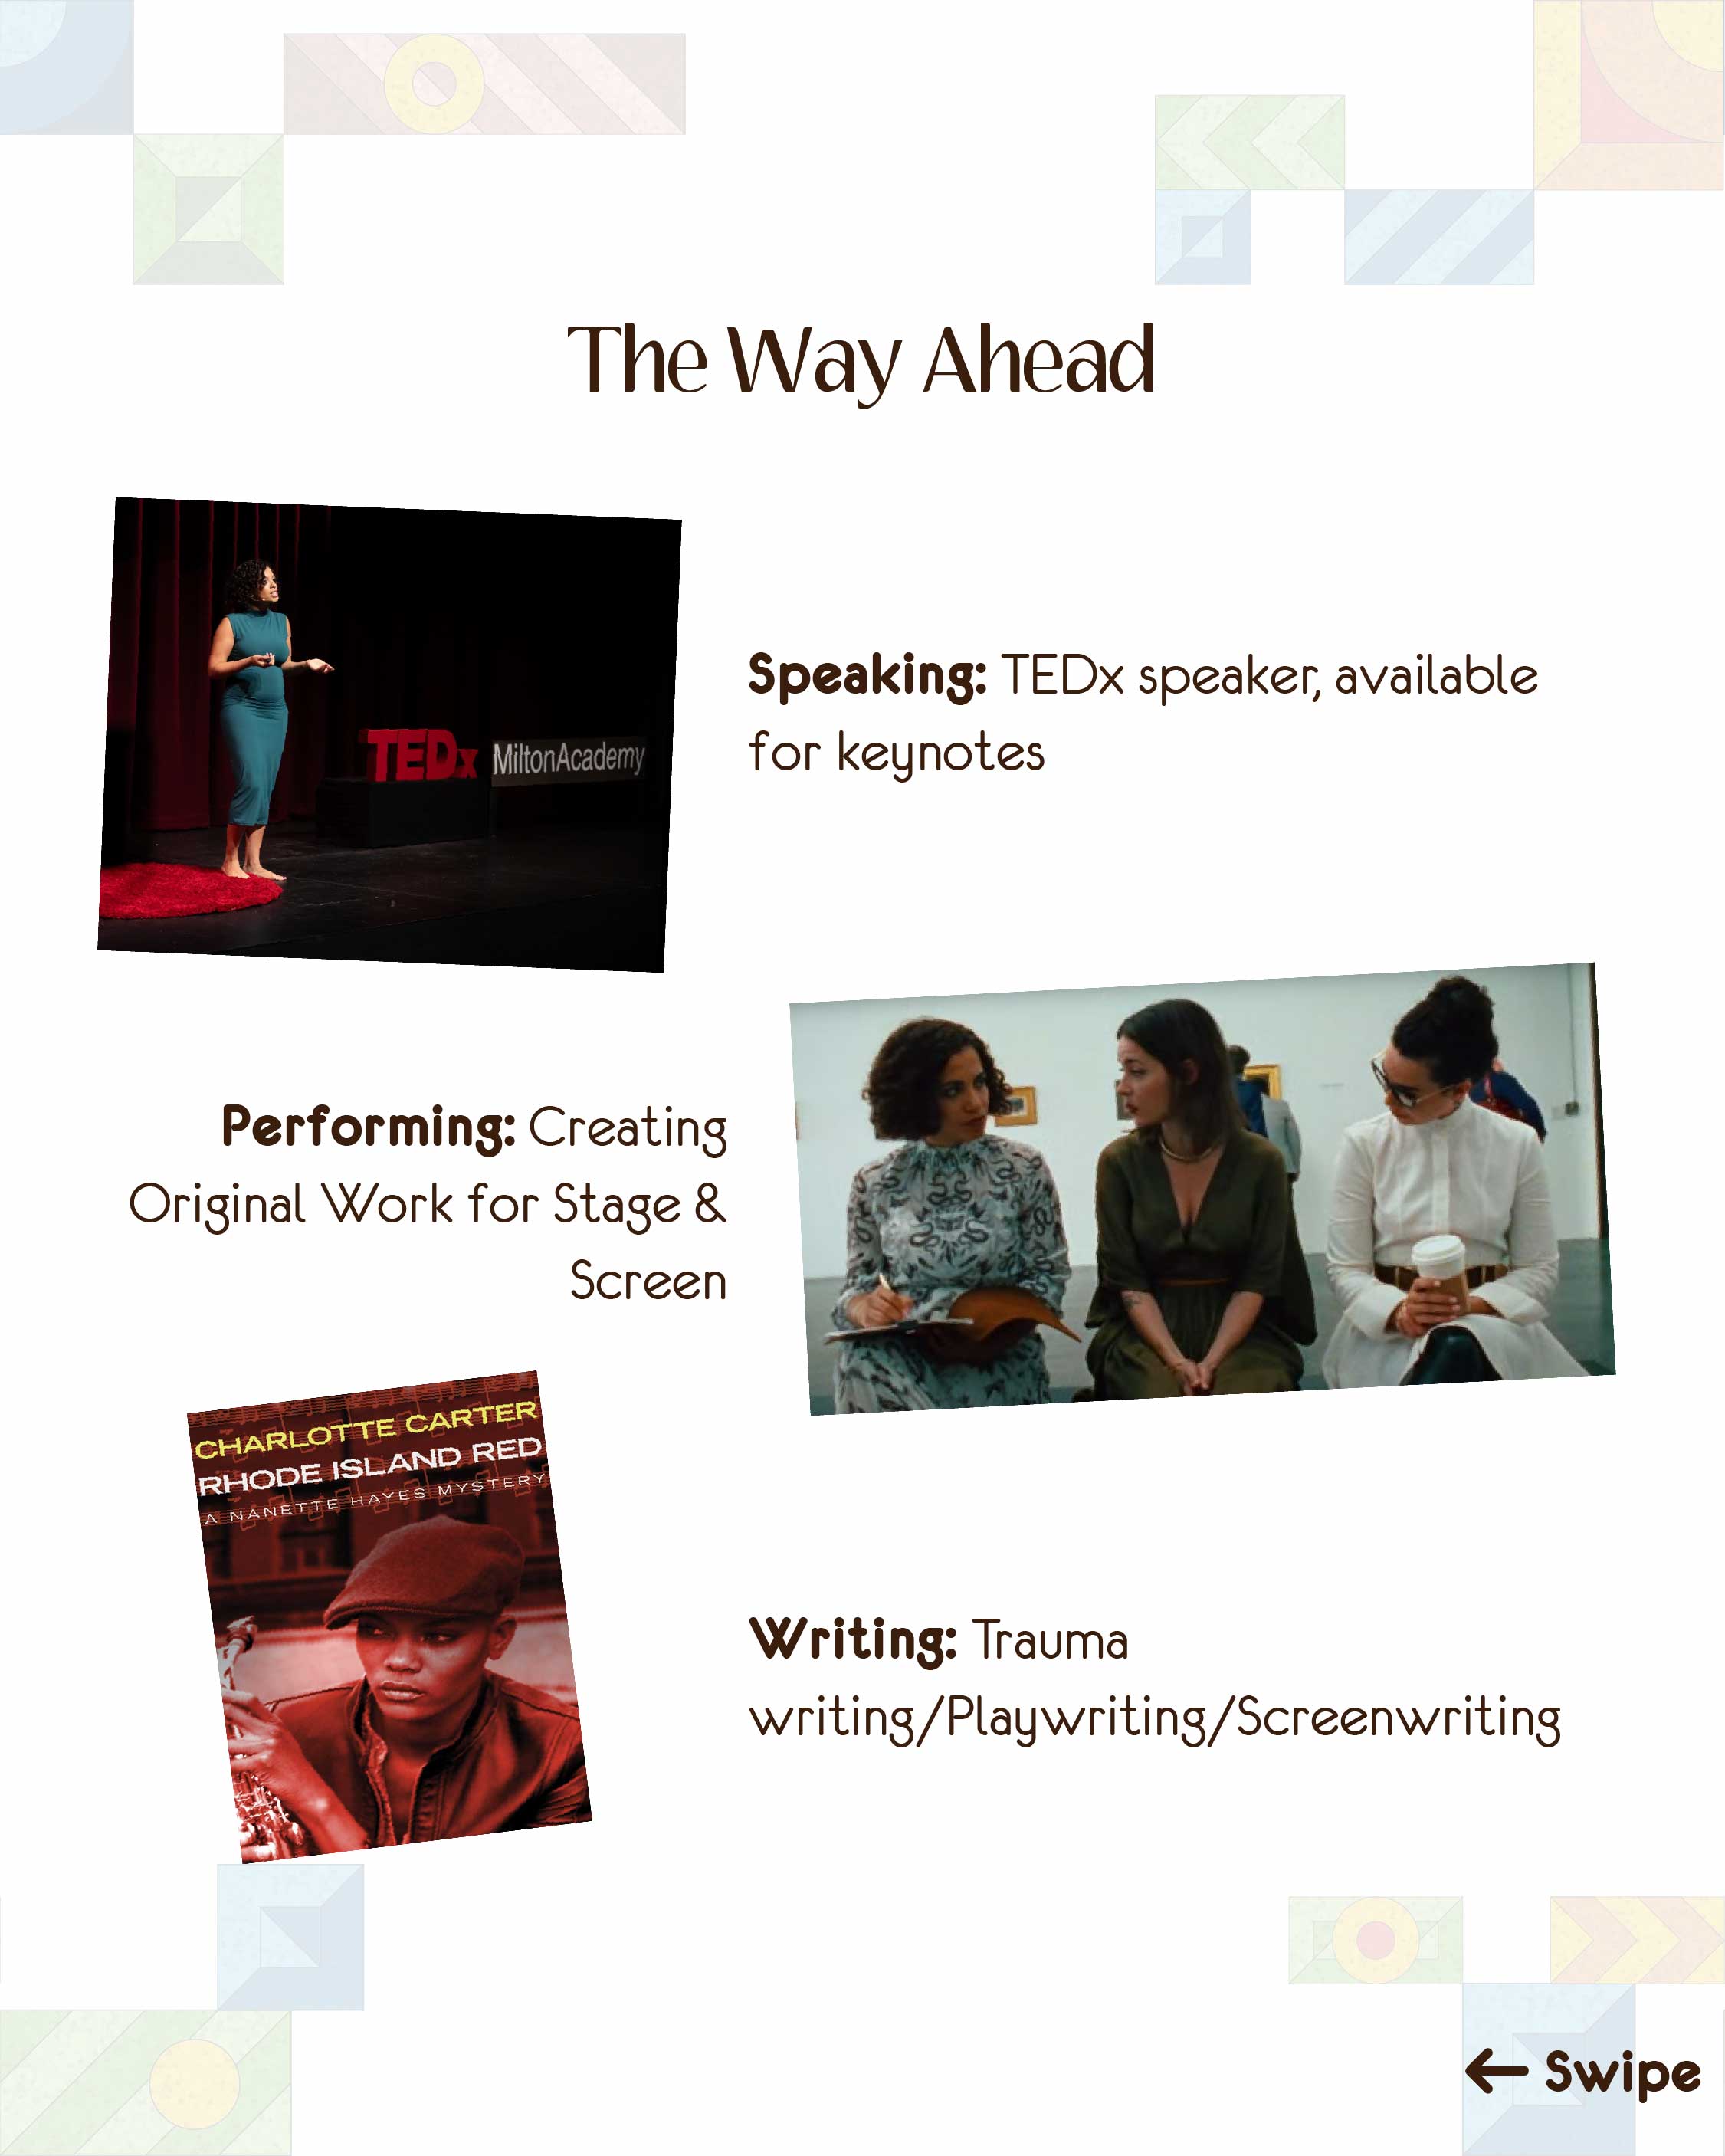 The Way Ahead
TEDx MiltonAcademy
Speaking: TEDx speaker, available
for keynotes
Performing: Creating
Original Work for Stage &
Screen
CHARLOTTE CARTER
RHODE ISLAND RED
A NANETTE HAYES MYSTERY
Writing: Trauma
writing/Playwriting/Screenwriting
← Swipe